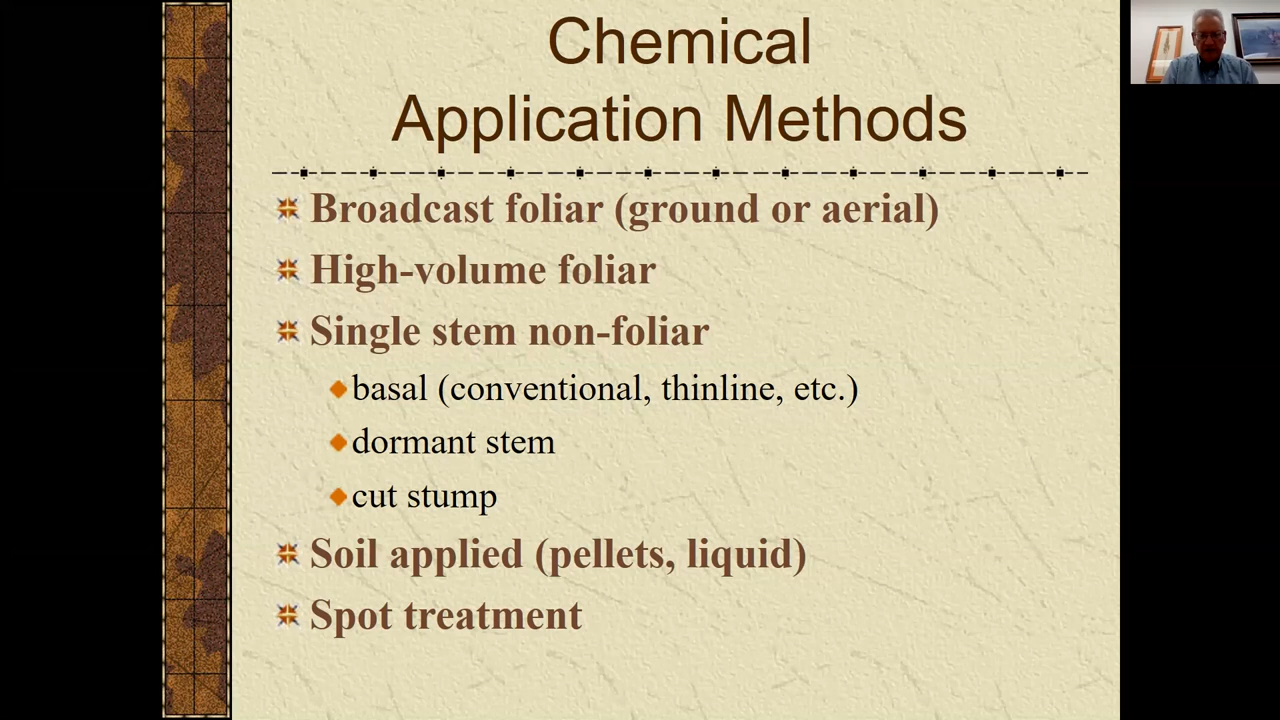 Chemical
Application Methods
Broadcast foliar (ground or aerial)
High-volume foliar
Single stem non-foliar
basal (conventional, thinline, etc.)
dormant stem
cut stump
Soil applied (pellets, liquid)
Spot treatment